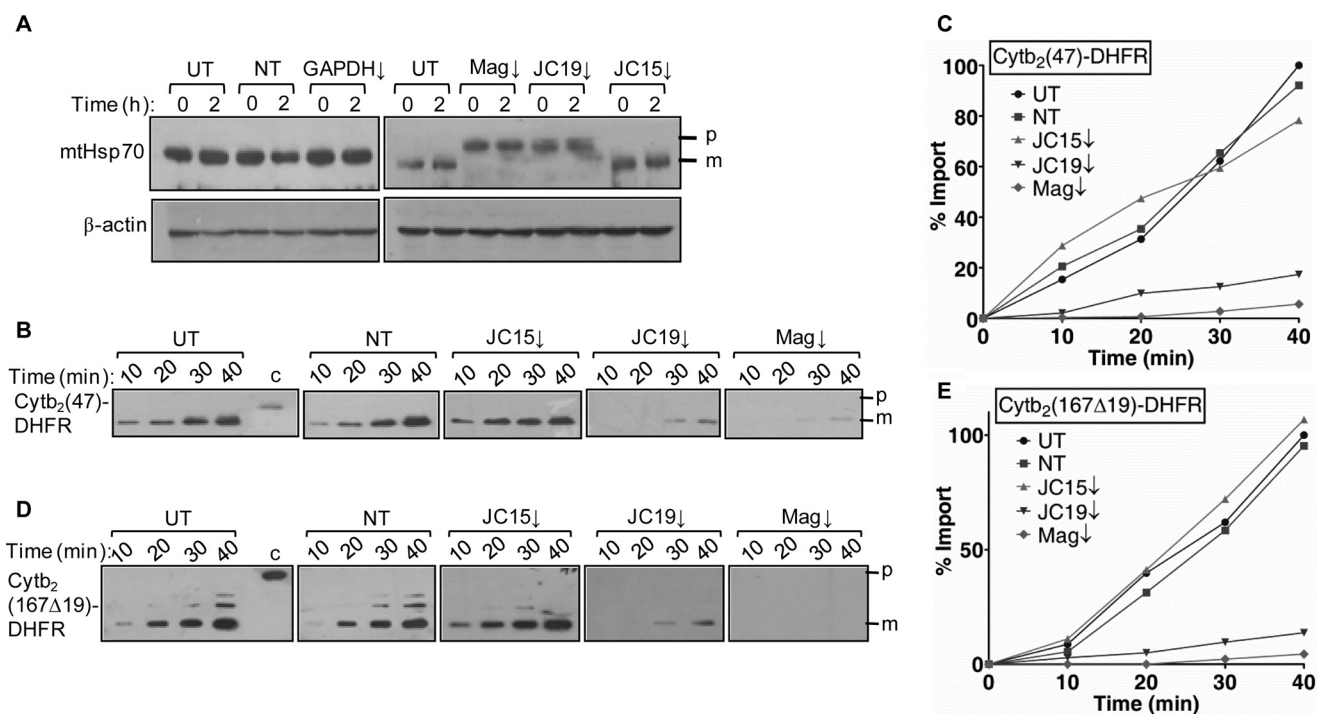 A
UT NT GAPDH↓ UT Mag↓ JC19↓ JC15↓
Time (h): 0 2 0 2 0 2 0 2 0 2 0 2 0 2
mtHsp70
p
m
β-actin
B
UT NT JC15↓ JC19↓ Mag↓
Time (min): 10 20 30 40 c 10 20 30 40 10 20 30 40 10 20 30 40 10 20 30 40
Cytb2(47)-
DHFR
p
m
D
UT NT JC15↓ JC19↓ Mag↓
Time (min): 10 20 30 40 c 10 20 30 40 10 20 30 40 10 20 30 40 10 20 30 40
Cytb2
(167Δ19)-
DHFR
p
m
C
Cytb2(47)-DHFR
UT
NT
JC15↓
JC19↓
Mag↓
% Import
100
80
60
40
20
0
0 10 20 30 40
Time (min)
E
Cytb2(167Δ19)-DHFR
UT
NT
JC15↓
JC19↓
Mag↓
% Import
100
50
0
0 10 20 30 40
Time (min)